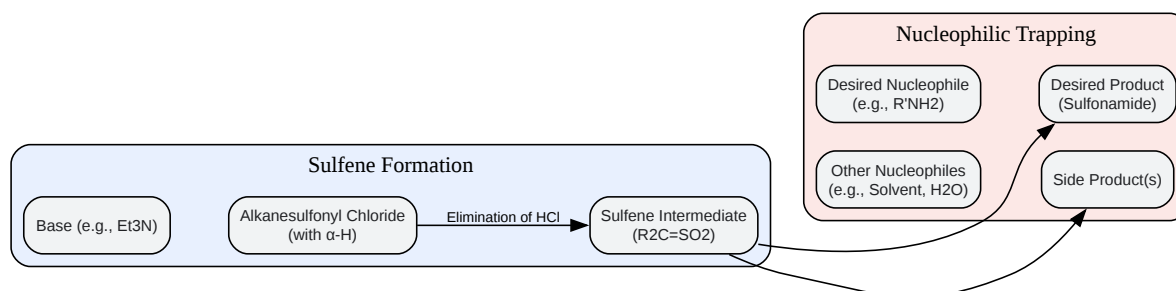 Nucleophilic Trapping
Desired Nucleophile
(e.g., R'NH2)
Desired Product
(Sulfonamide)
Other Nucleophiles
(e.g., Solvent, H2O)
Side Product(s)
Sulfene Formation
Base (e.g., Et3N)
Alkanesulfonyl Chloride
(with α-H)
Elimination of HCl
Sulfene Intermediate
(R2C=SO2)